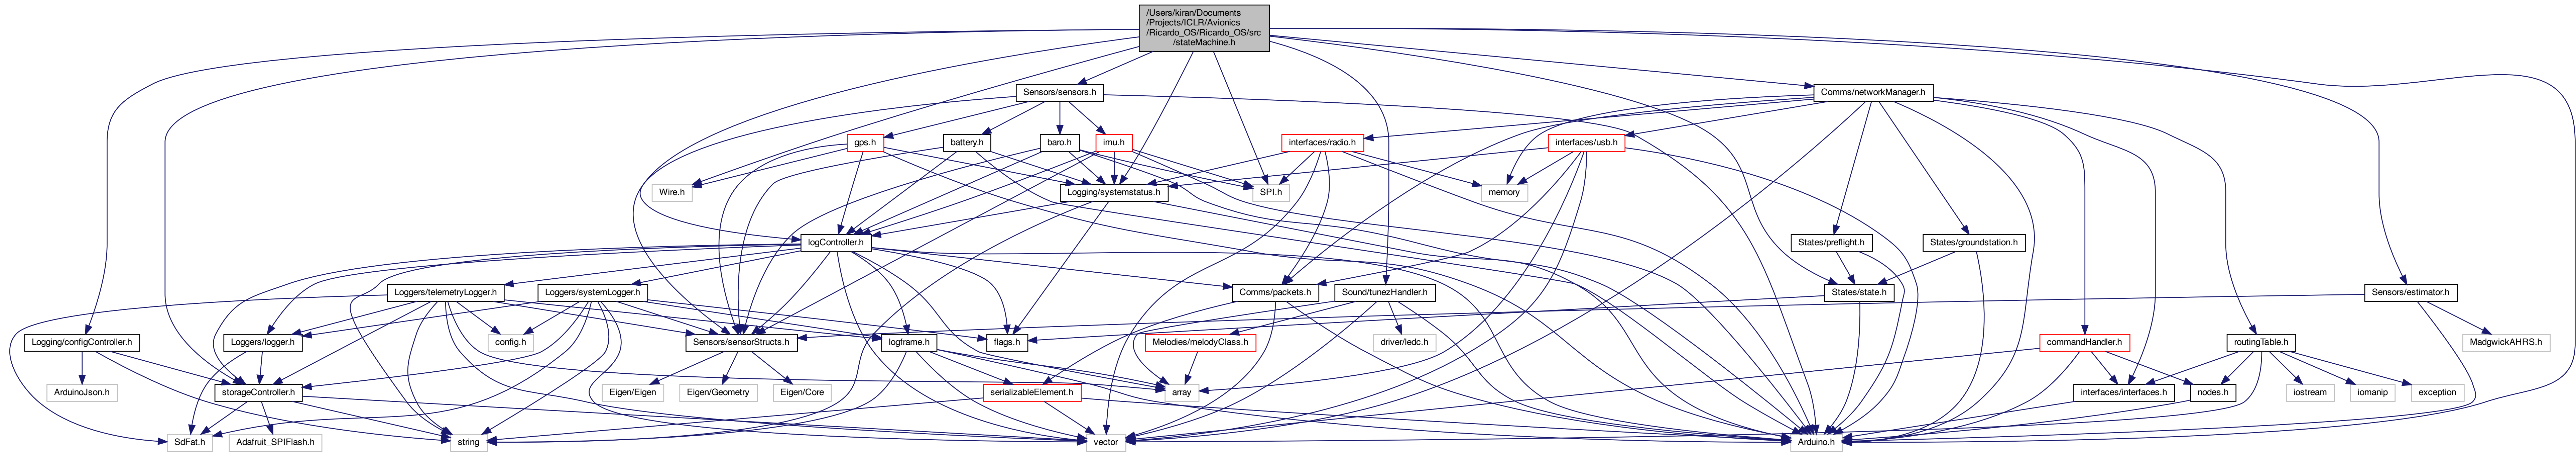 /Users/kiran/Documents
/Projects/ICLR/Avionics
/Ricardo_OS/Ricardo_OS/src
/stateMachine.h
Sensors/sensors.h
Comms/networkManager.h
gps.h
battery.h
baro.h
imu.h
interfaces/radio.h
interfaces/usb.h
Wire.h
Logging/systemstatus.h
SPI.h
memory
logController.h
States/preflight.h
States/groundstation.h
Loggers/telemetryLogger.h
Loggers/systemLogger.h
Comms/packets.h
Sound/tunezHandler.h
States/state.h
Sensors/estimator.h
Logging/configController.h
Loggers/logger.h
config.h
Sensors/sensorStructs.h
logframe.h
flags.h
Melodies/melodyClass.h
driver/ledc.h
commandHandler.h
routingTable.h
MadgwickAHRS.h
ArduinoJson.h
storageController.h
Eigen/Eigen
Eigen/Geometry
Eigen/Core
serializableElement.h
array
interfaces/interfaces.h
nodes.h
iostream
iomanip
exception
SdFat.h
Adafruit_SPIFlash.h
string
vector
Arduino.h